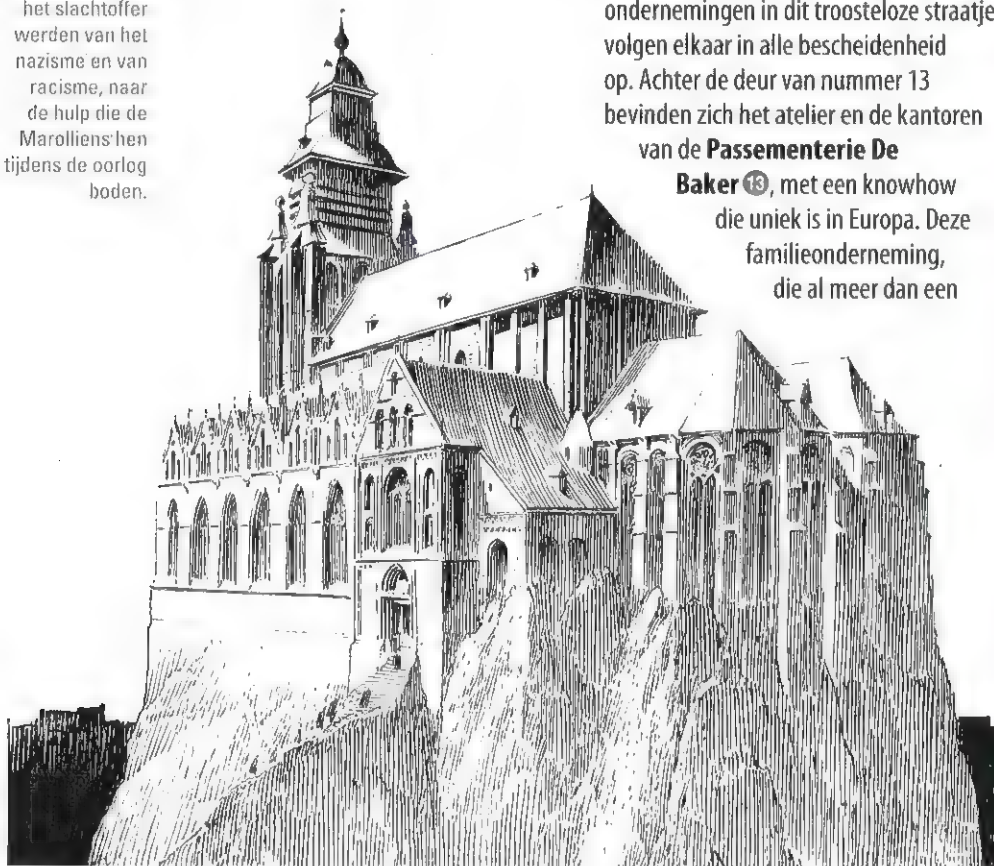 het slachtoffer
werden van het
nazisme en van
racisme, naar
de hulp die de
Marolliens hen
tijdens de oorlog
boden.
ondernemingen in dit troosteloze straatje
volgen elkaar in alle bescheidenheid
op. Achter de deur van nummer 13
bevinden zich het atelier en de kantoren
van de Passementerie De
Baker 13, met een knowhow
die uniek is in Europa. Deze
familieonderneming,
die al meer dan een